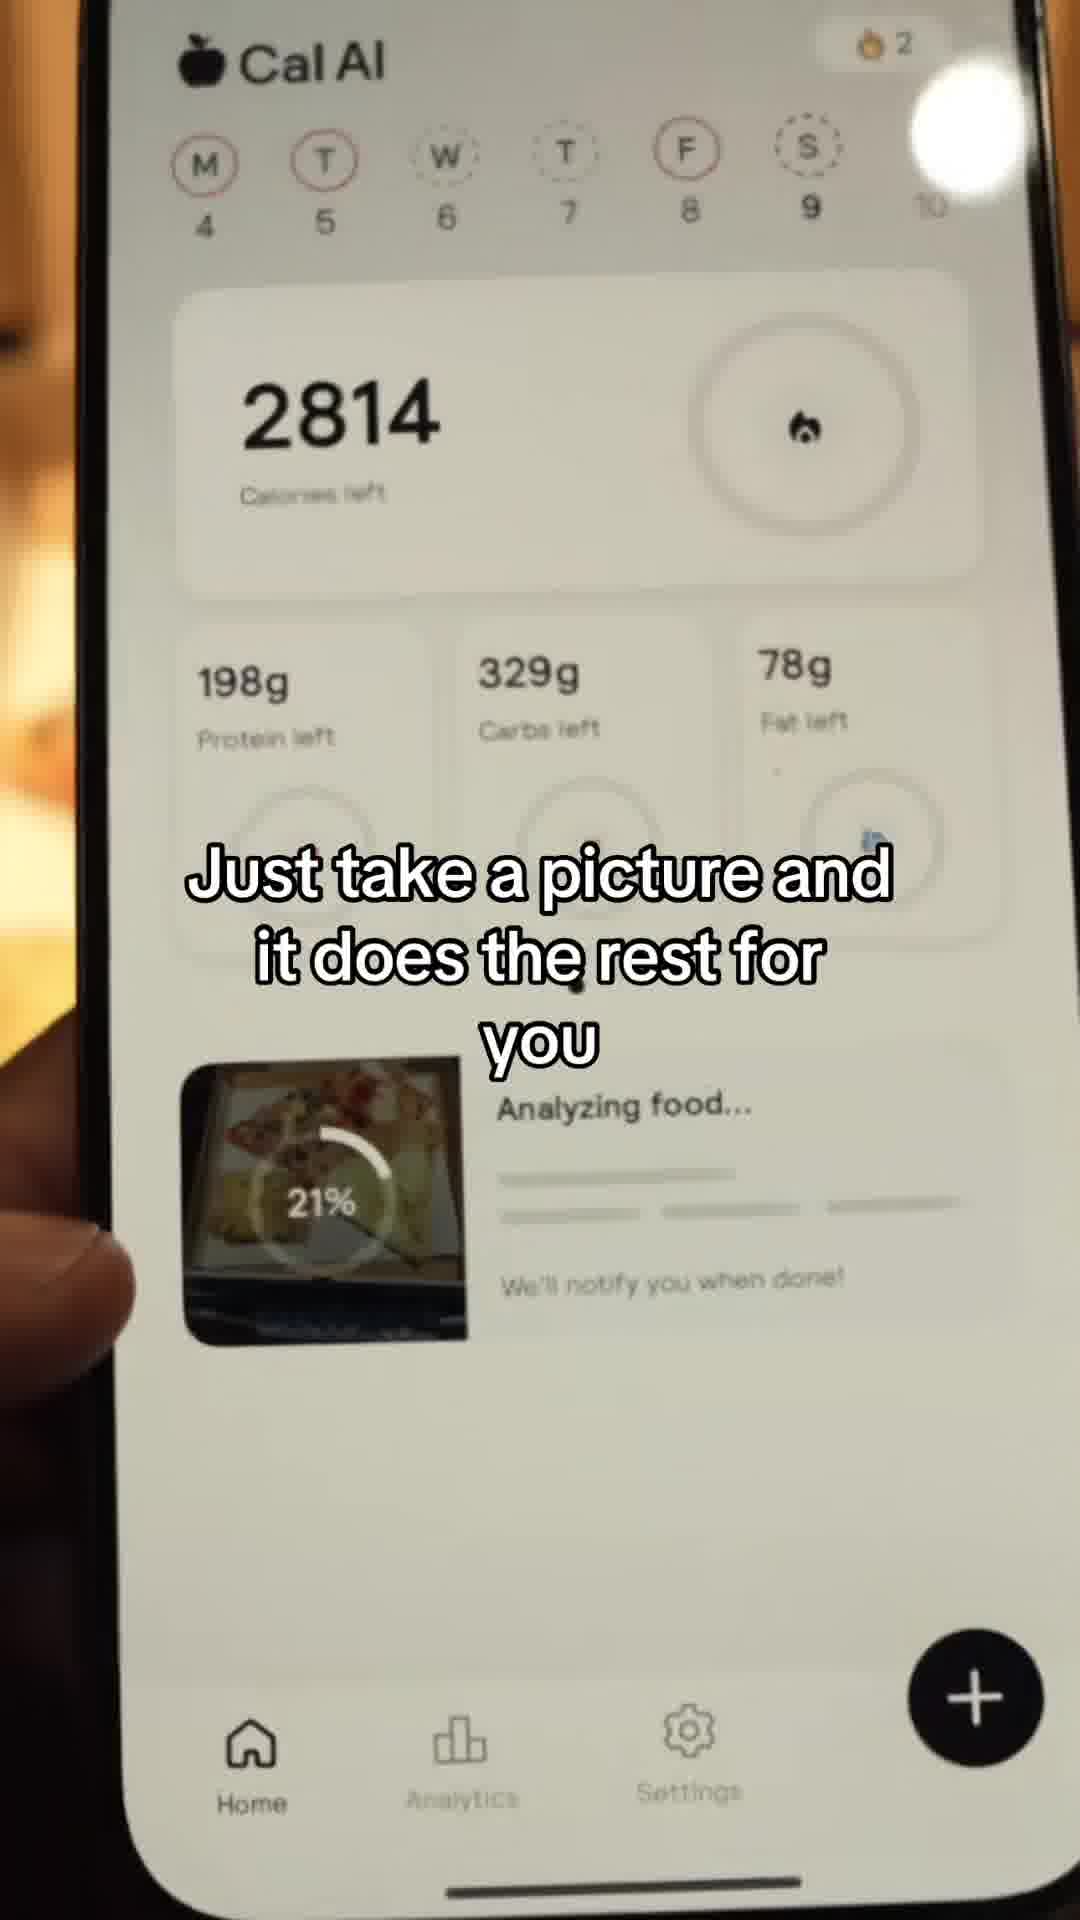 Cal AI
2
M T W T F S
4 5 6 7 8 9 10
2814
Calories left
198g 329g 78g
Protein left Carbs left Fat left
Just take a picture and
it does the rest for
you
Analyzing food...
21%
We'll notify you when done!
Home Analytics Settings